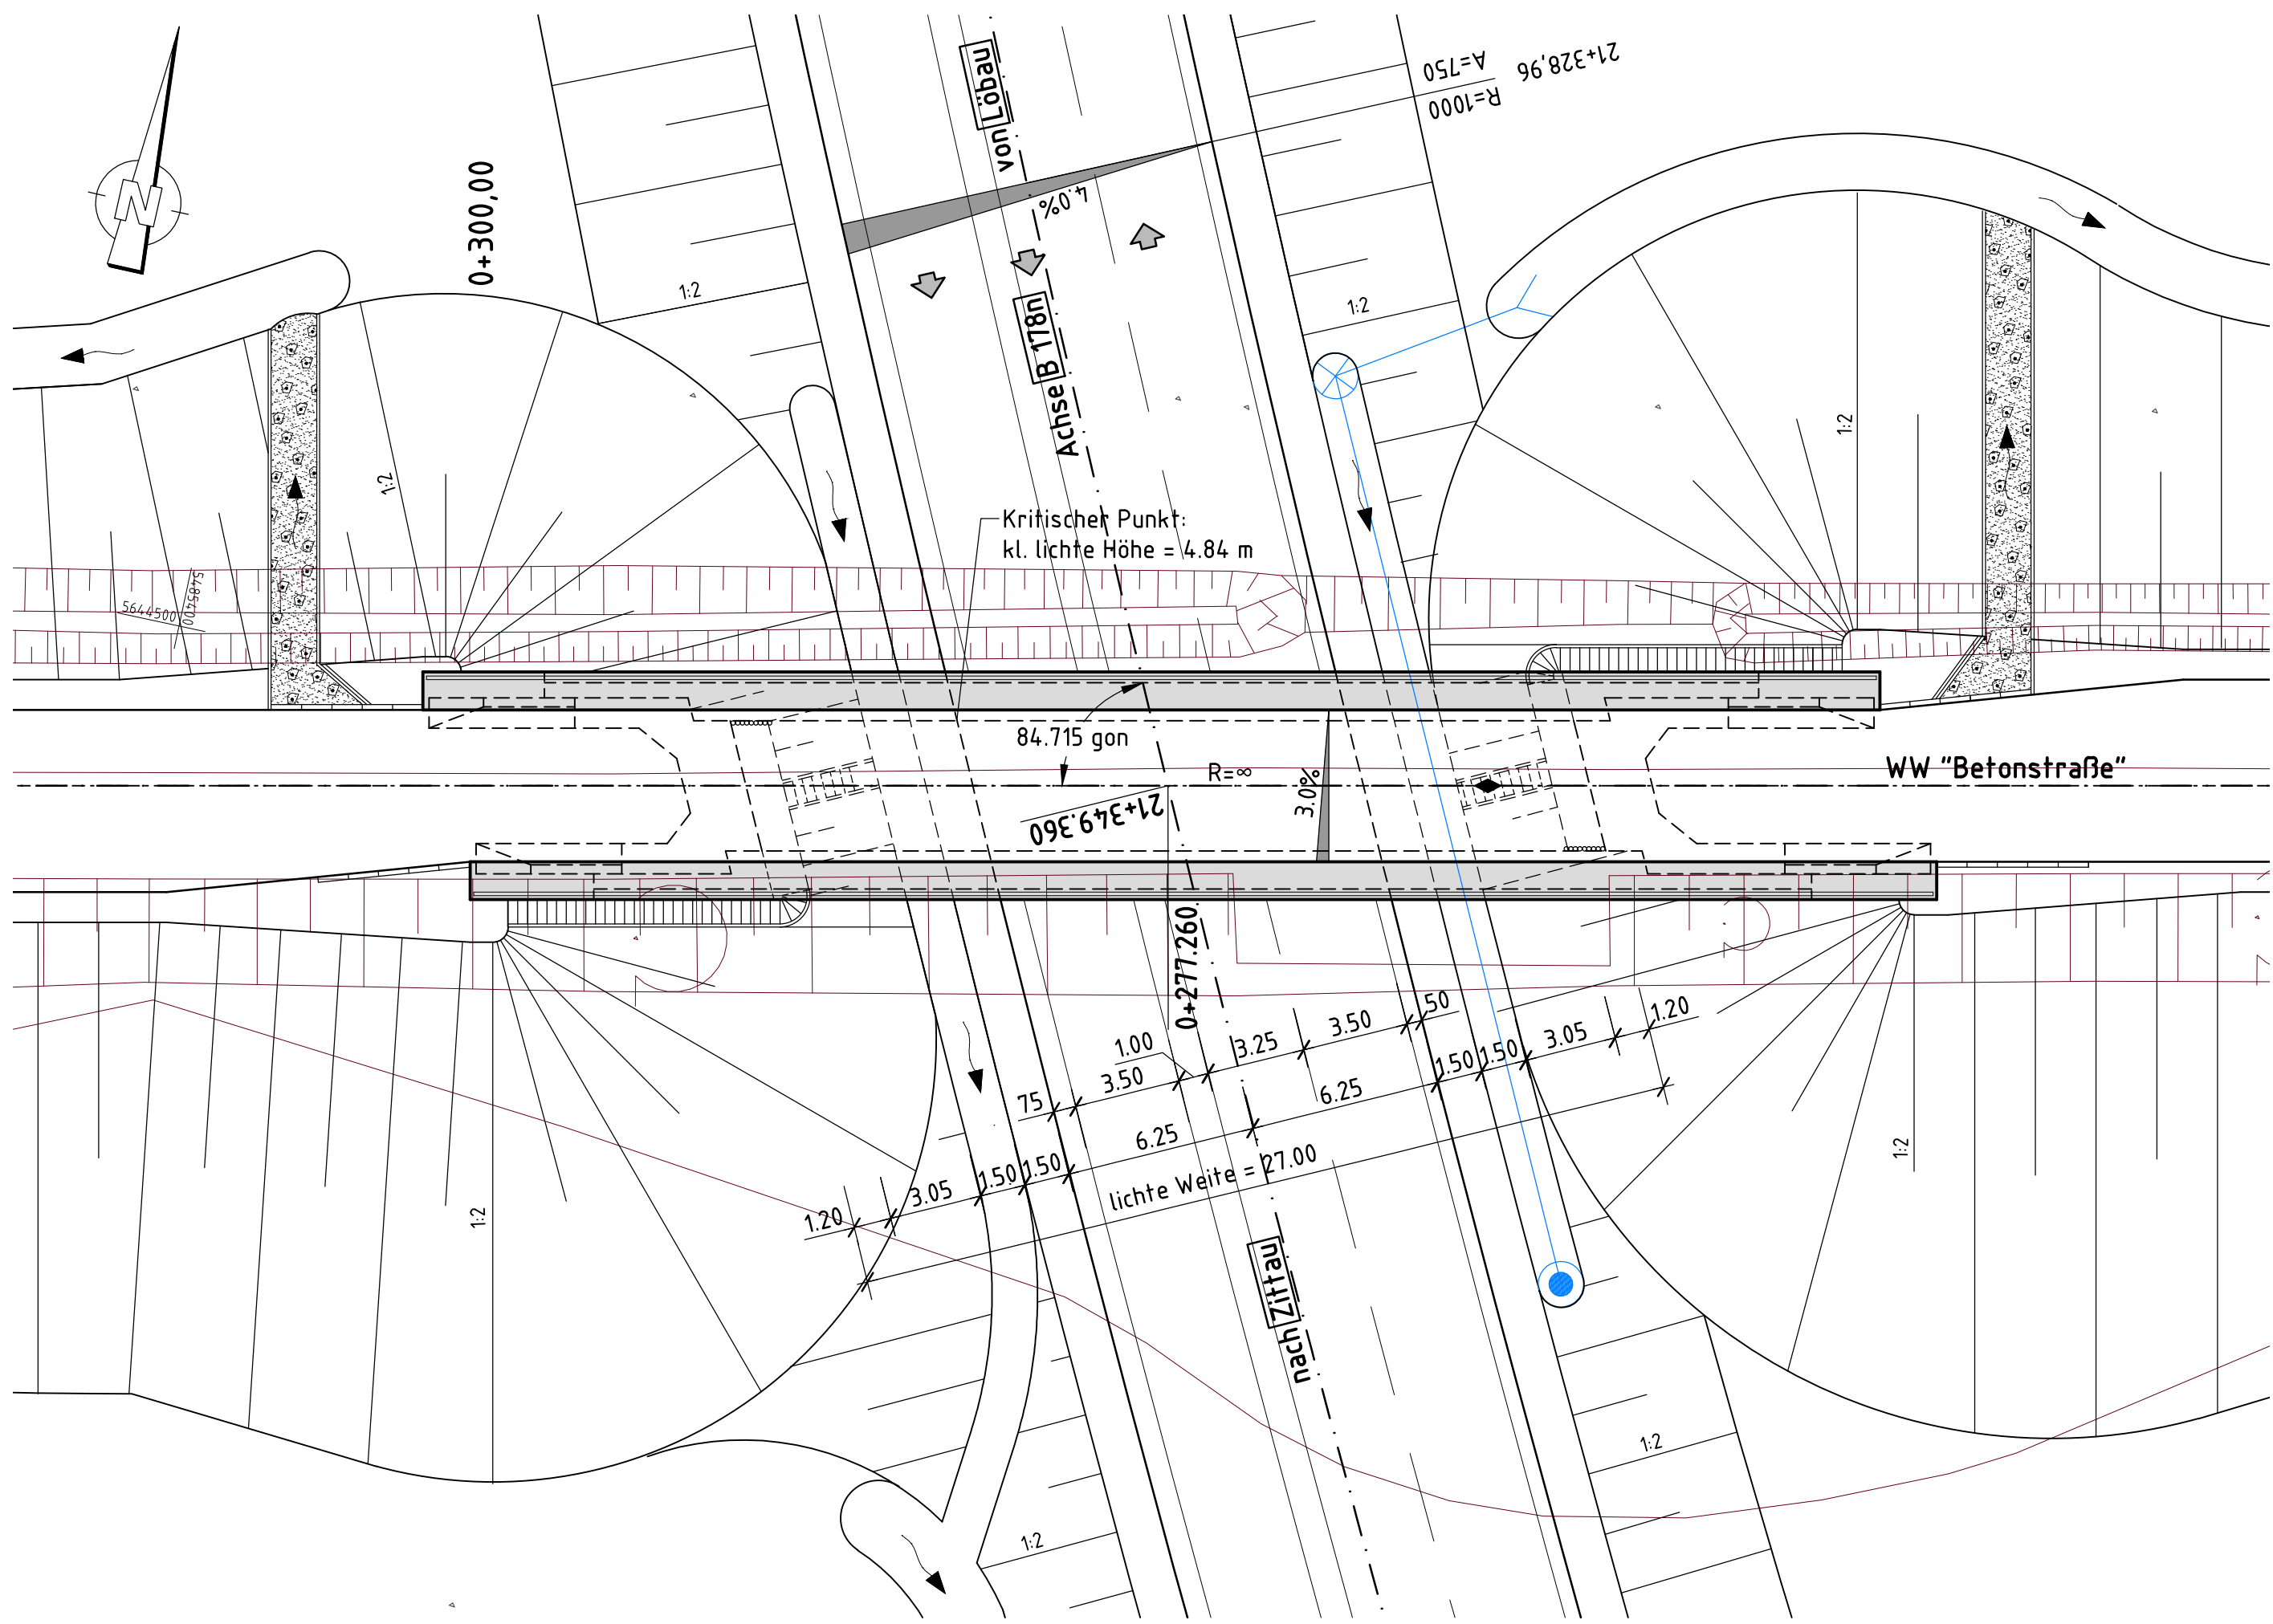 N
0+300,00
von Löbau
A=750
R=1000
21+328,96
4.0%
Achse B 178n
1:2
1:2
1:2
1:2
Kritischer Punkt:
kl. lichte Höhe = 4.84 m
5644500
548540
84.715 gon
R=∞
3.0%
WW "Betonstraße"
21+349.360
0+277.260
1.00
3.25
3.50
50
75
3.50
1.50
1.50
3.05
1.20
6.25
6.25
1.20
3.05
1.50
1.50
lichte Weite = 27.00
nach Zittau
1:2
1:2
1:2
1:2